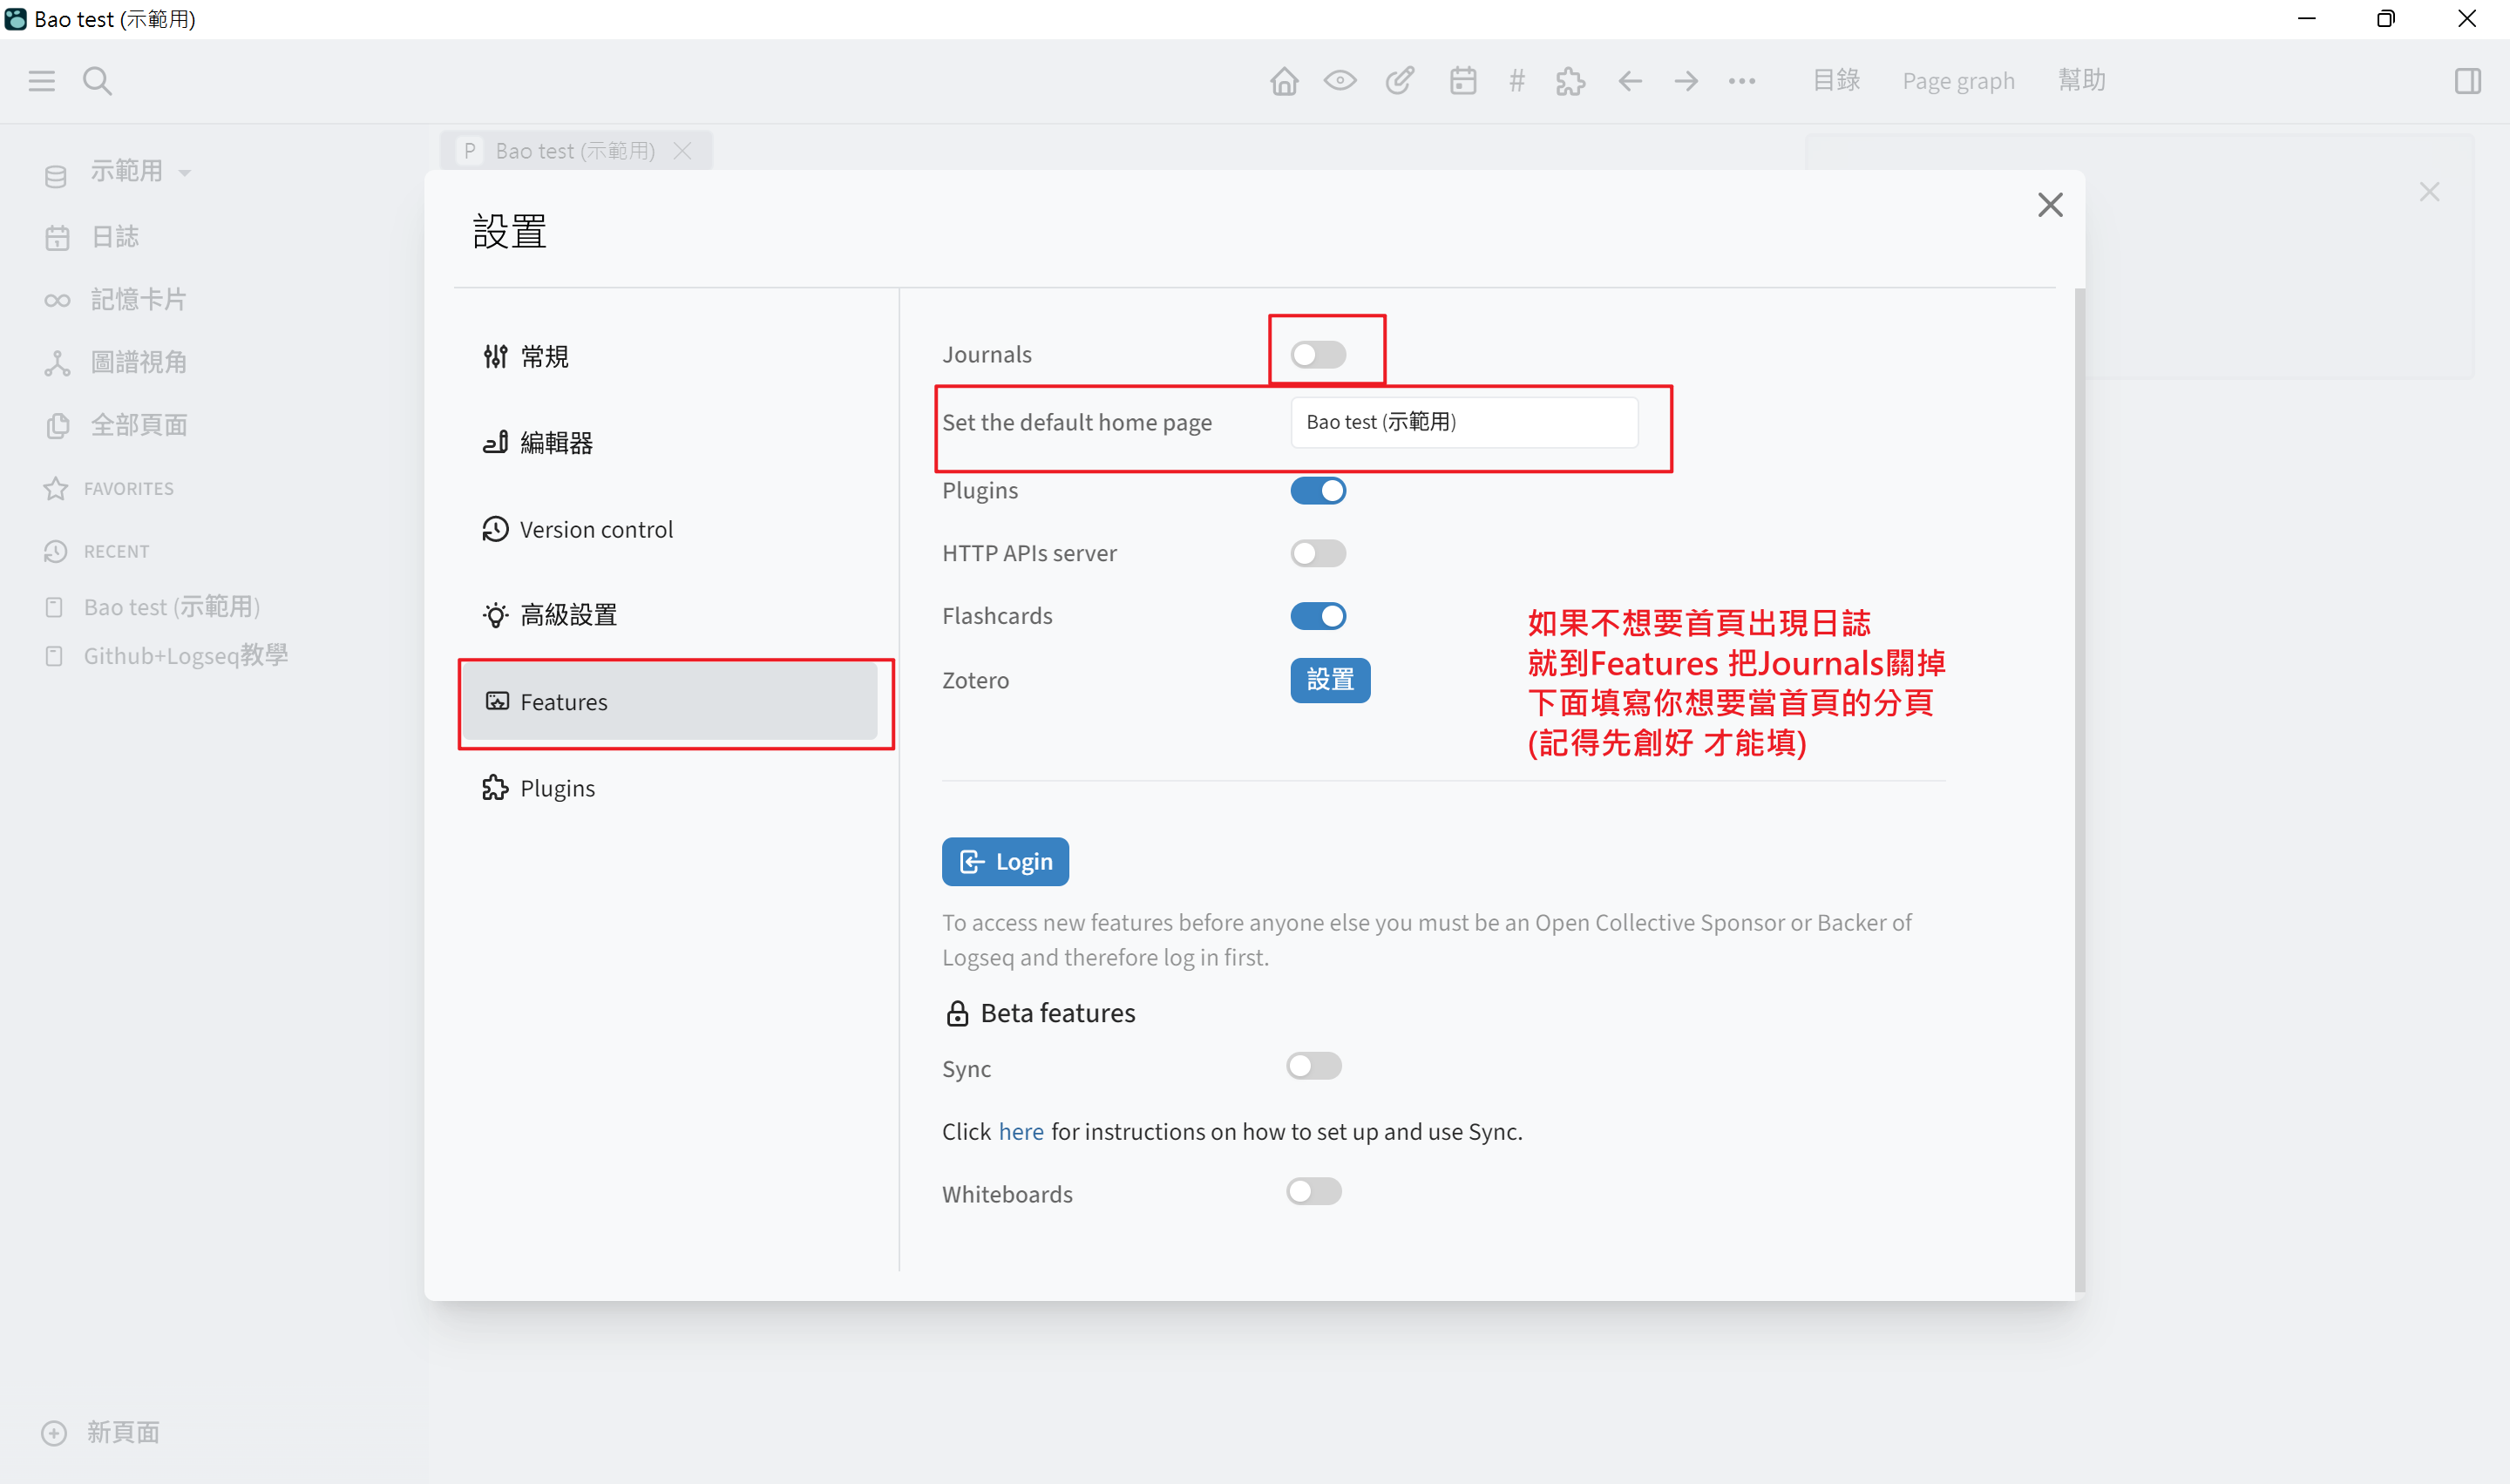 Bao test (示範用)
目錄
Page graph
幫助
示範用
日誌
記憶卡片
圖譜視角
全部頁面
FAVORITES
RECENT
Bao test (示範用)
Github+Logseq教學
新頁面
P Bao test (示範用)
設置
常規
編輯器
Version control
高級設置
Features
Plugins
Journals
Set the default home page
Bao test (示範用)
Plugins
HTTP APIs server
Flashcards
Zotero
設置
如果不想要首頁出現日誌
就到Features 把Journals關掉
下面填寫你想要當首頁的分頁
(記得先創好 才能填)
Login
To access new features before anyone else you must be an Open Collective Sponsor or Backer of
Logseq and therefore log in first.
Beta features
Sync
Click here for instructions on how to set up and use Sync.
Whiteboards